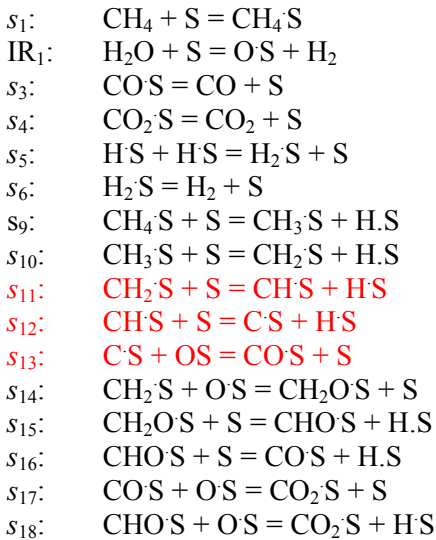 s₁: CH₄ + S = CH₄·S
IR₁: H₂O + S = O·S + H₂
s₃: CO·S = CO + S
s₄: CO₂·S = CO₂ + S
s₅: H·S + H·S = H₂·S + S
s₆: H₂·S = H₂ + S
s₉: CH₄·S + S = CH₃·S + H.S
s₁₀: CH₃·S + S = CH₂·S + H.S
s₁₁: CH₂·S + S = CH·S + H·S
s₁₂: CH·S + S = C·S + H·S
s₁₃: C·S + OS = CO·S + S
s₁₄: CH₂·S + O·S = CH₂O·S + S
s₁₅: CH₂O·S + S = CHO·S + H.S
s₁₆: CHO·S + S = CO·S + H.S
s₁₇: CO·S + O·S = CO₂·S + S
s₁₈: CHO·S + O·S = CO₂·S + H·S